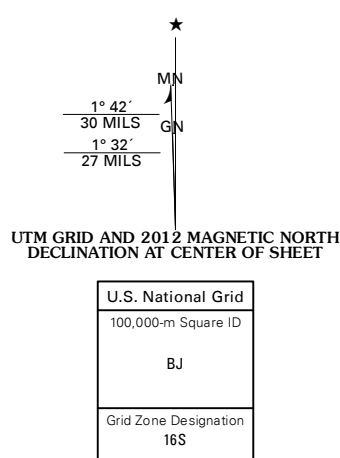 ★
MN
1° 42´
30 MILS
GN
1° 32´
27 MILS
UTM GRID AND 2012 MAGNETIC NORTH
DECLINATION AT CENTER OF SHEET
U.S. National Grid
100,000-m Square ID
BJ
Grid Zone Designation
16S